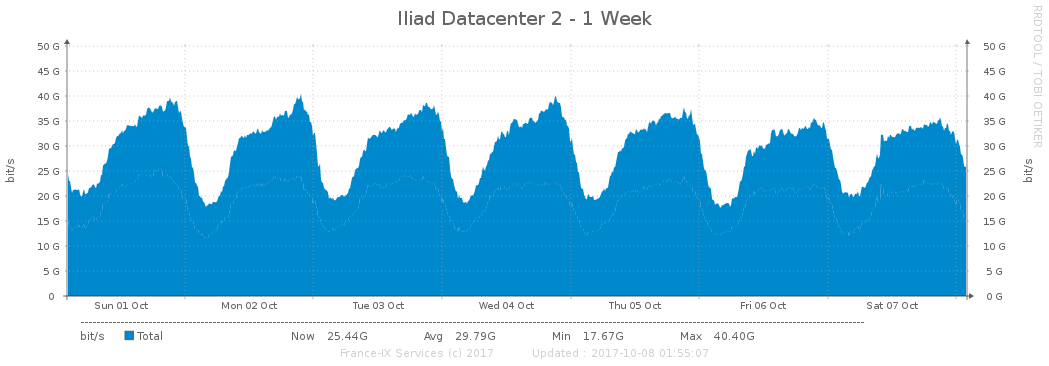 Iliad Datacenter 2 - 1 Week
RRDTOOL / TOBI OETIKER
50 G 50 G
45 G 45 G
40 G 40 G
35 G 35 G
30 G 30 G
25 G 25 G
20 G 20 G
15 G 15 G
10 G 10 G
5 G 5 G
0 0 G
bit/s bit/s
Sun 01 Oct Mon 02 Oct Tue 03 Oct Wed 04 Oct Thu 05 Oct Fri 06 Oct Sat 07 Oct
bit/s Total Now 25.44G Avg 29.79G Min 17.67G Max 40.40G
France-IX Services (c) 2017 Updated : 2017-10-08 01:55:07